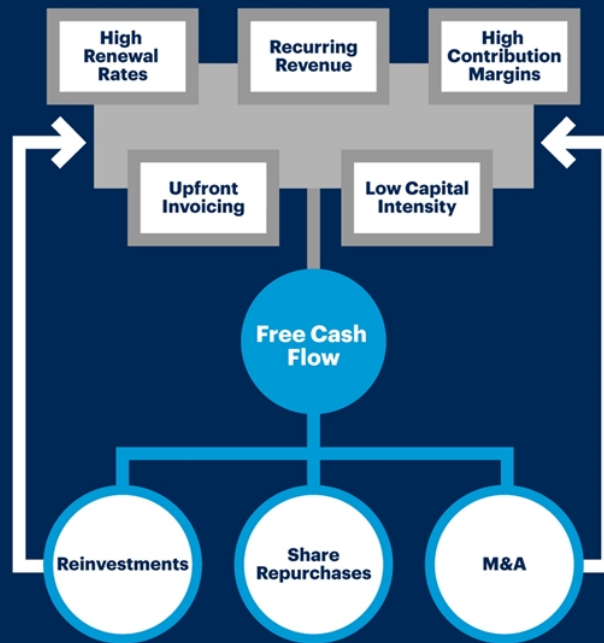 High
Renewal
Rates
Recurring
Revenue
High
Contribution
Margins
Upfront
Invoicing
Low Capital
Intensity
Free Cash
Flow
Reinvestments
Share
Repurchases
M&A